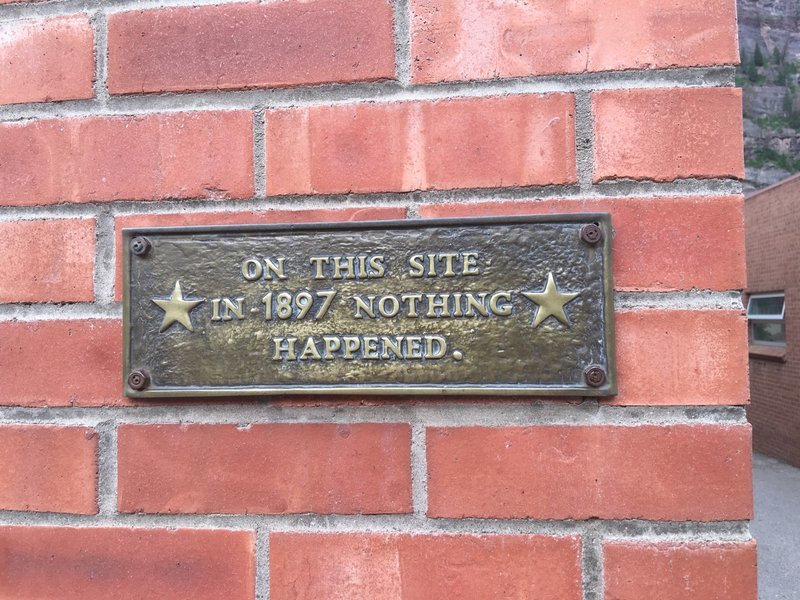 ON THIS SITE
IN 1897 NOTHING
HAPPENED.